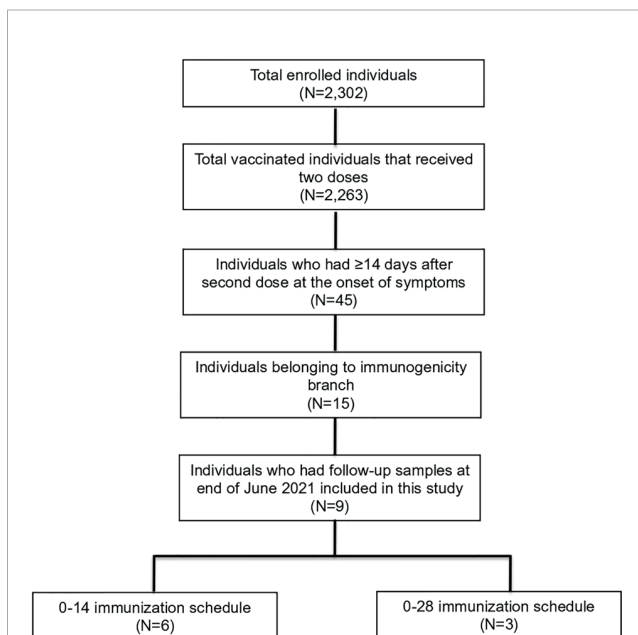 Total enrolled individuals
(N=2,302)
Total vaccinated individuals that received
two doses
(N=2,263)
Individuals who had ≥14 days after
second dose at the onset of symptoms
(N=45)
Individuals belonging to immunogenicity
branch
(N=15)
Individuals who had follow-up samples at
end of June 2021 included in this study
(N=9)
0-14 immunization schedule
(N=6)
0-28 immunization schedule
(N=3)